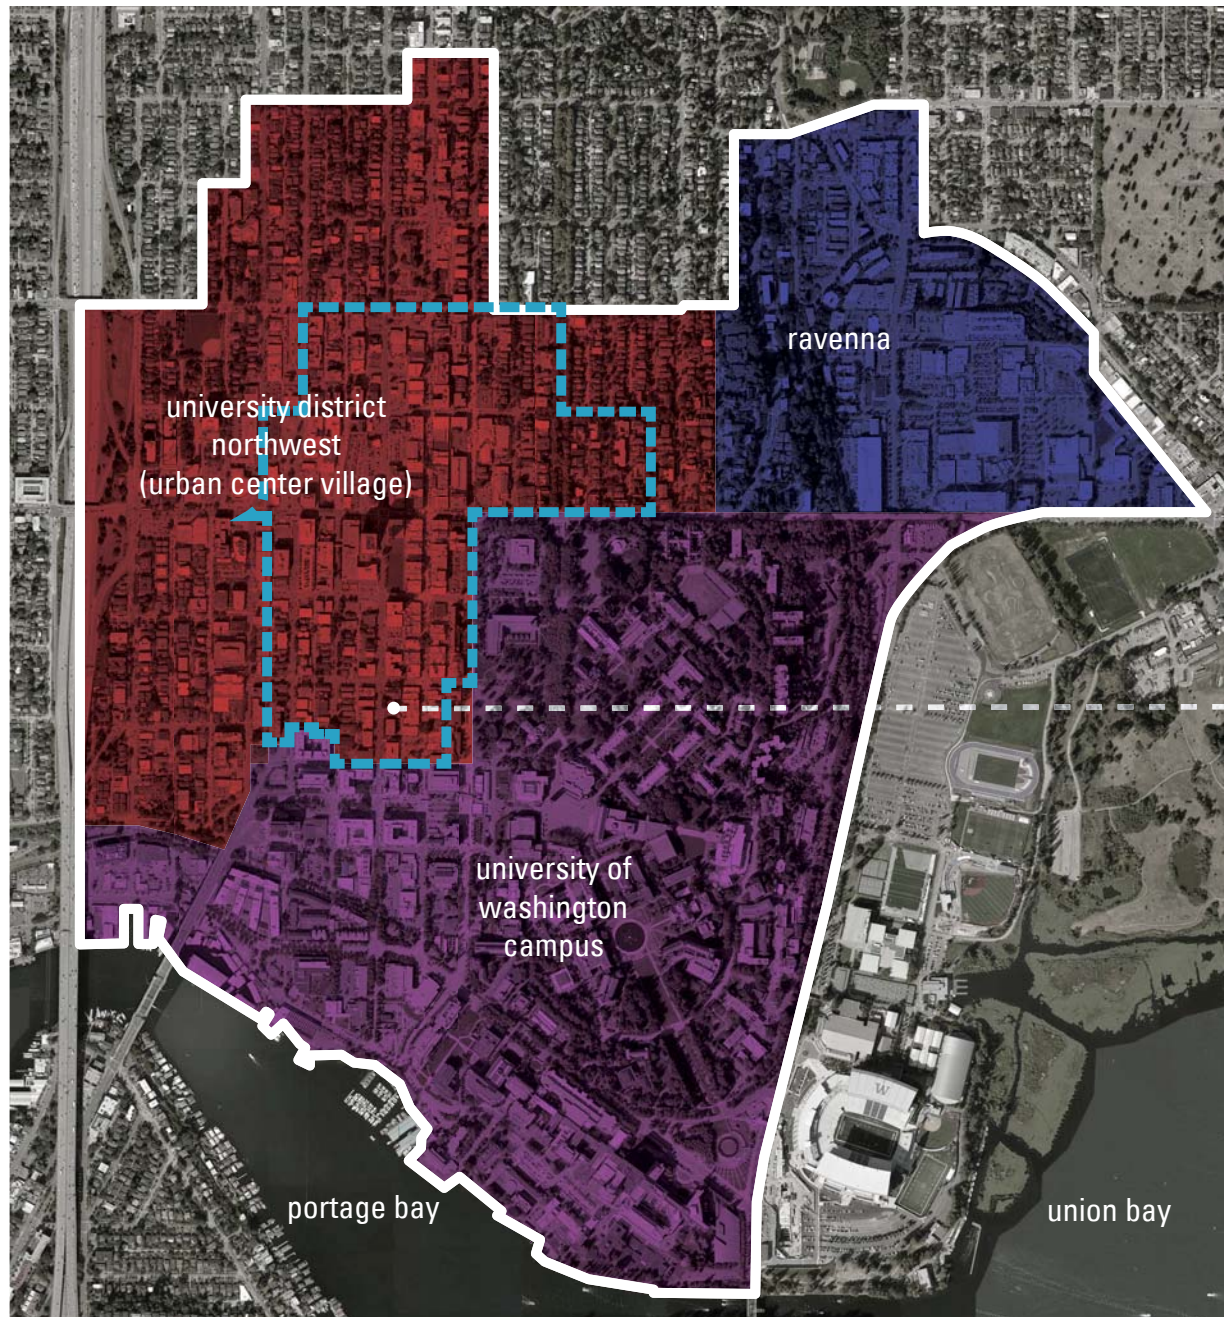 ravenna
university district
northwest
(urban center village)
university of
washington
campus
portage bay
union bay
W